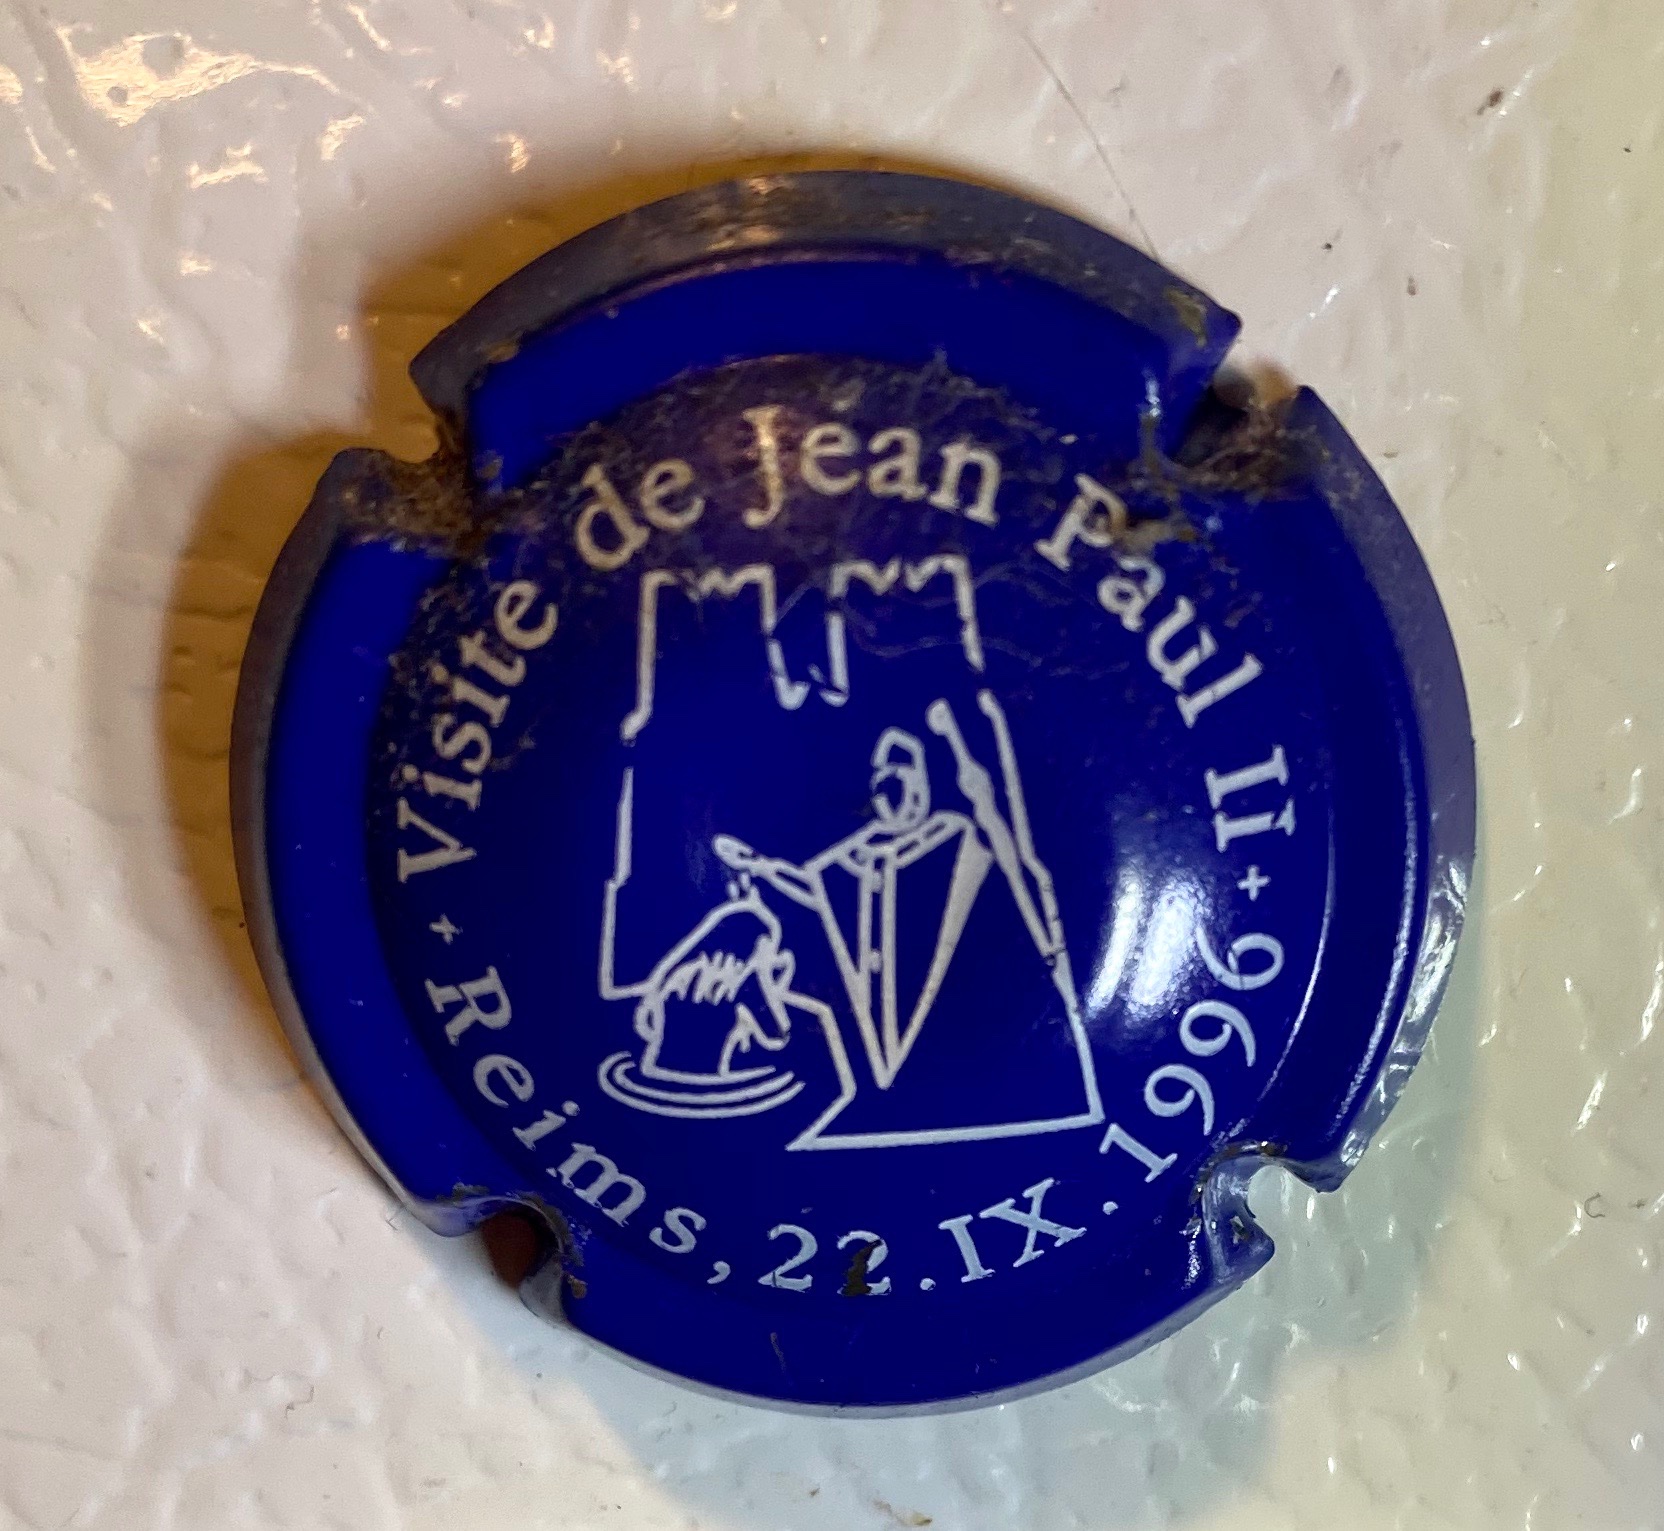 + Visite de Jean Paul II +
Reims, 22.IX.1996